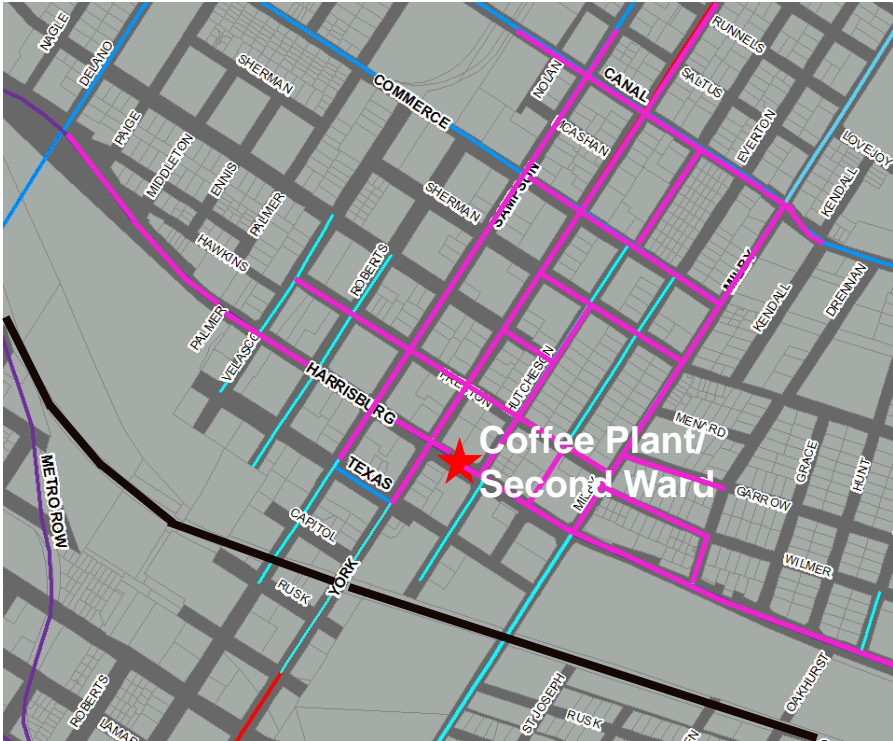 NAGLE
DELANO
RUNNELS
SHERMAN
NOLAN
CANAL
SALTUS
COMMERCE
PAIGE
MCASHAN
EVERTON
LOVEJOY
MIDDLETON
ENNIS
PALMER
SHERMAN
SAMPSON
KENDALL
HAWKINS
ROBERTS
MILBY
KENDALL
DRENNAN
PALMER
VELASCO
HARRISBURG
PRESTON
HUTCHESON
MENARD
Coffee Plant/
Second Ward
GRACE
HUNT
METRO ROW
TEXAS
GARROW
CAPITOL
WILMER
YORK
RUSK
ROBERTS
LAMAR
ST JOSEPH
RUSK
OAKHURST